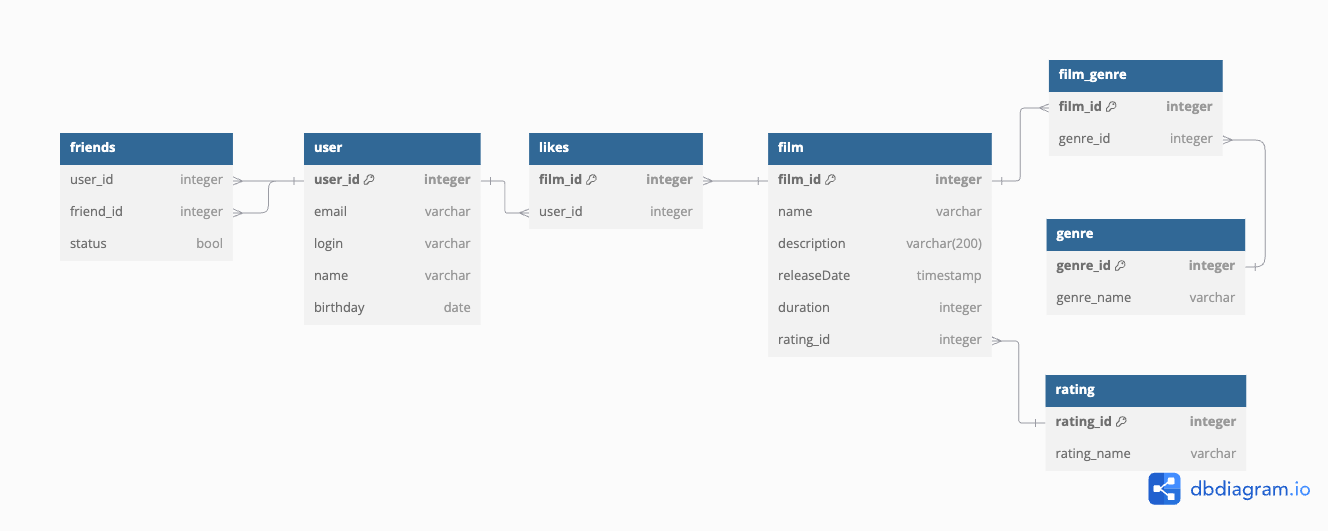 friends
user_id integer
friend_id integer
status bool
user
user_id integer
email varchar
login varchar
name varchar
birthday date
likes
film_id integer
user_id integer
film
film_id integer
name varchar
description varchar(200)
releaseDate timestamp
duration integer
rating_id integer
film_genre
film_id integer
genre_id integer
genre
genre_id integer
genre_name varchar
rating
rating_id integer
rating_name varchar
dbdiagram.io